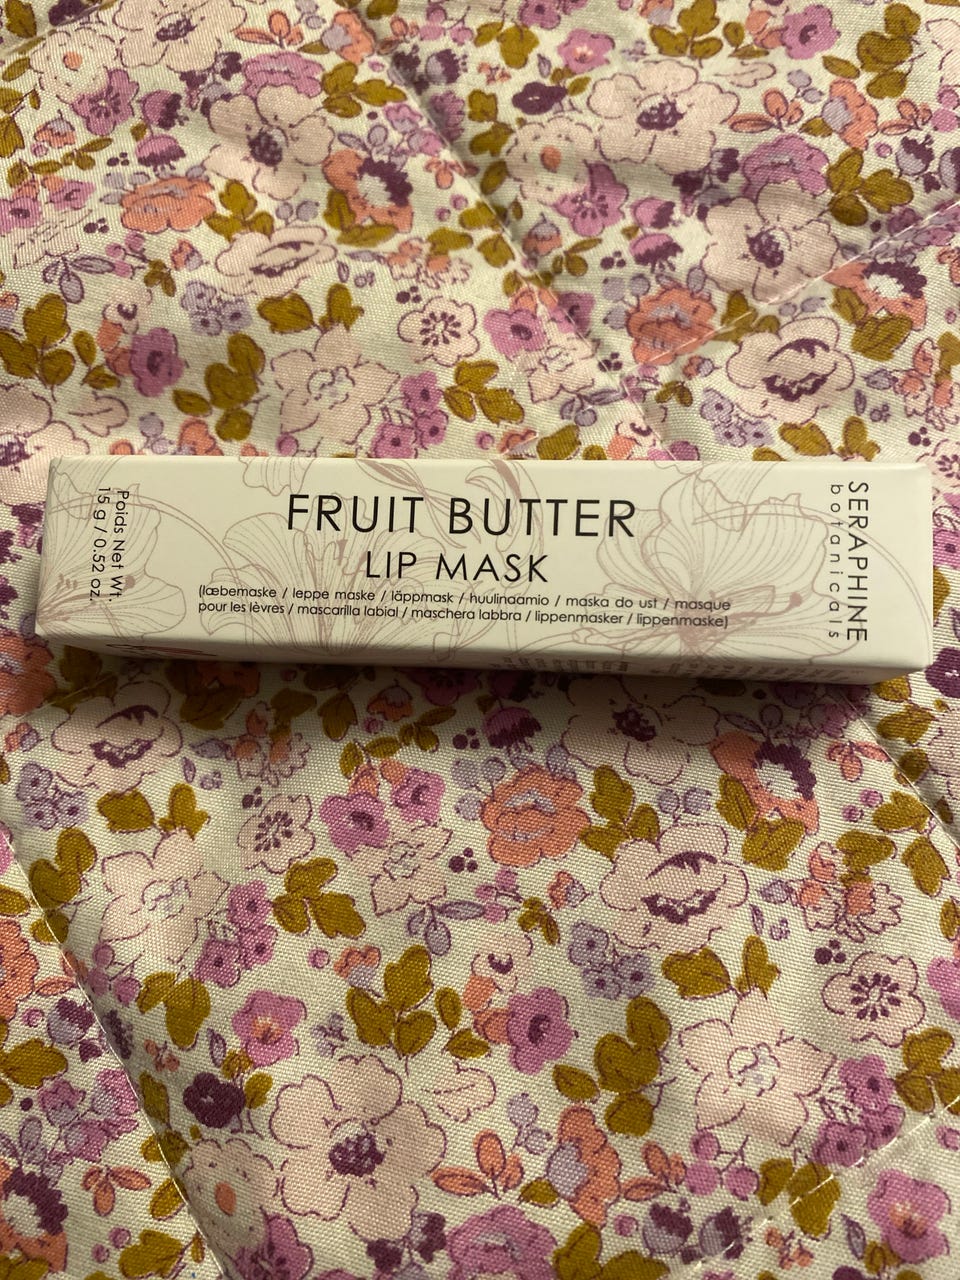 FRUIT BUTTER
LIP MASK
(læbemaske / leppe maske / läppmask / huulinaamio / maska do ust / masque
pour les lèvres / mascarilla labial / maschera labbra / lippenmasker / lippenmaske)
Poids Net Wt.
15 g / 0.52 oz.
SERAPHINE
botanicals